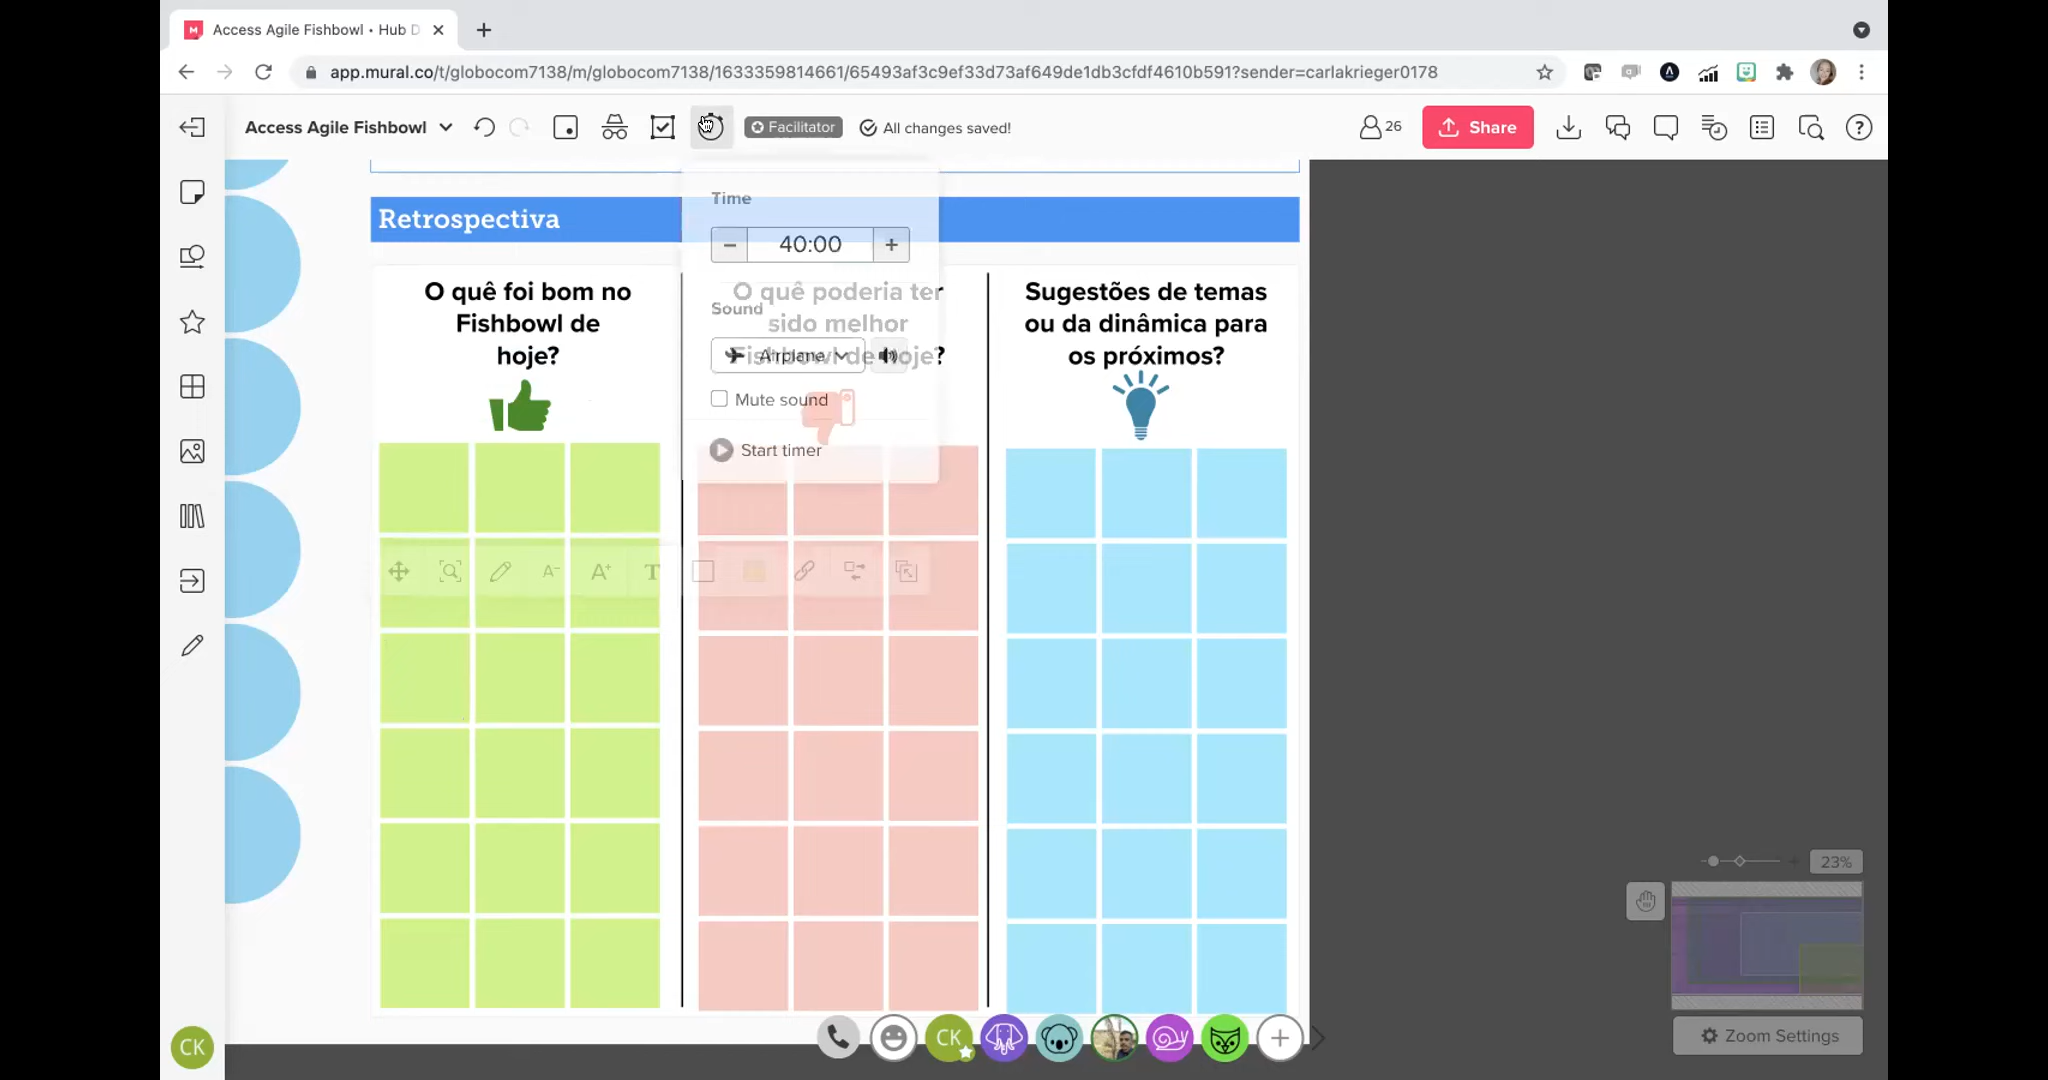 Access Agile Fishbowl • Hub D
app.mural.co/t/globocom7138/m/globocom7138/1633359814661/65493af3c9ef33d73af649de1db3cfdf4610b591?sender=carlakrieger0178
Access Agile Fishbowl
Facilitator
All changes saved!
26
Share
Retrospectiva
Time
40:00
Sound
Airplane
Mute sound
Start timer
O quê foi bom no
Fishbowl de
hoje?
O quê poderia ter
sido melhor
Fishbowl de hoje?
Sugestões de temas
ou da dinâmica para
os próximos?
A-
A+
T
23%
Zoom Settings
CK
CK